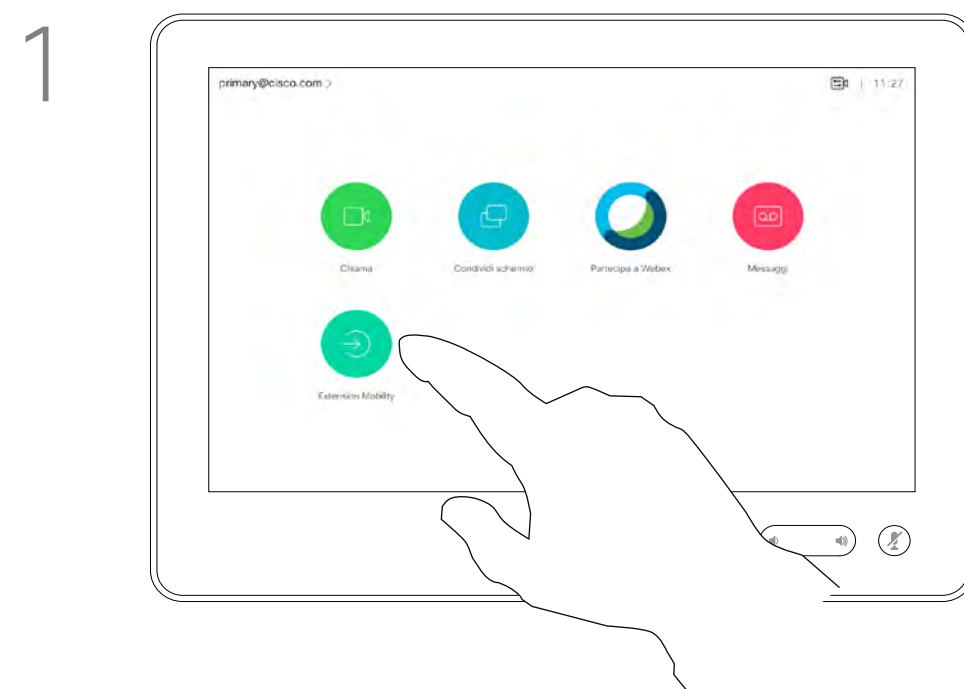 1
primary@cisco.com >
11:27
Chiama
Condividi schermo
Partecipa a Webex
Messaggi
Extension Mobility